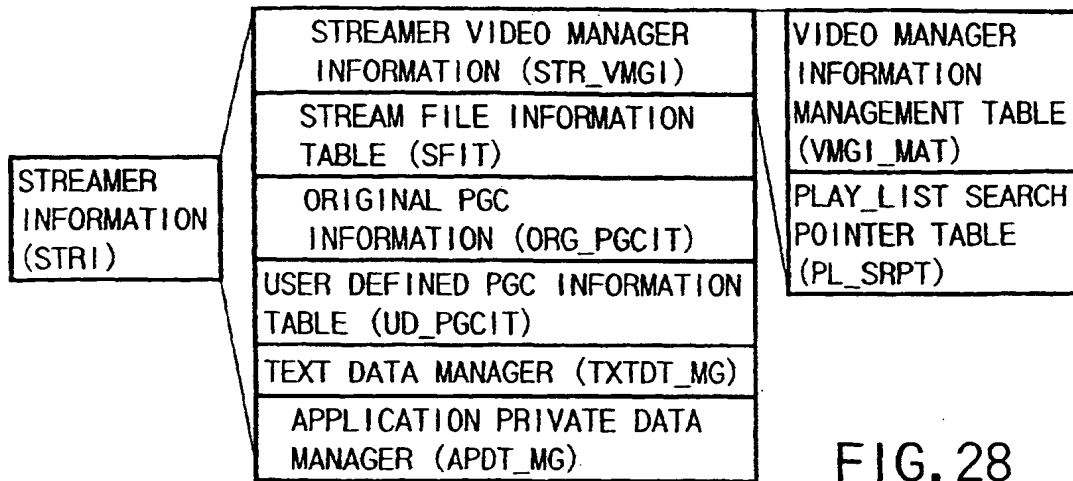 STREAMER
INFORMATION
(STRI)
STREAMER VIDEO MANAGER
INFORMATION (STR_VMGI)
STREAM FILE INFORMATION
TABLE (SFIT)
ORIGINAL PGC
INFORMATION (ORG_PGCIT)
USER DEFINED PGC INFORMATION
TABLE (UD_PGCIT)
TEXT DATA MANAGER (TXTDT_MG)
APPLICATION PRIVATE DATA
MANAGER (APDT_MG)
VIDEO MANAGER
INFORMATION
MANAGEMENT TABLE
(VMGI_MAT)
PLAY_LIST SEARCH
POINTER TABLE
(PL_SRPT)
FIG. 28